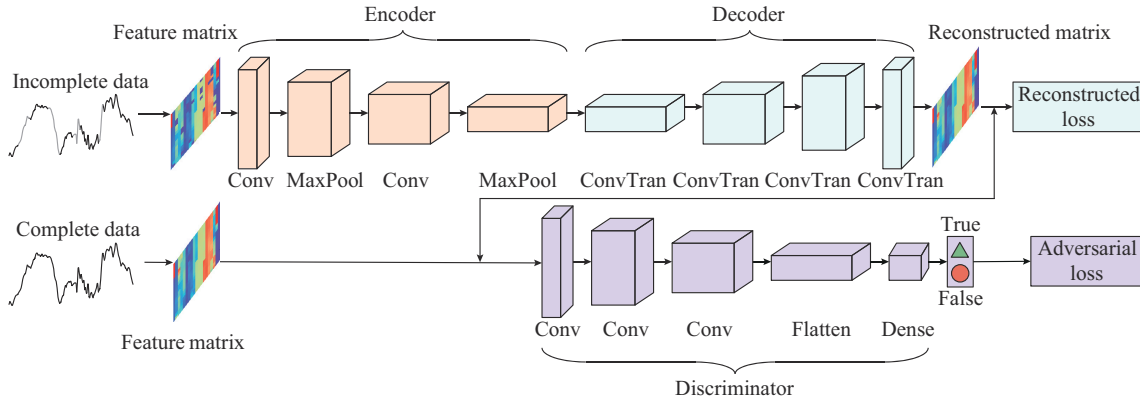 Encoder
Decoder
Feature matrix
Reconstructed matrix
Incomplete data
Reconstructed
loss
Conv
MaxPool
Conv
MaxPool
ConvTran
ConvTran
ConvTran
ConvTran
Complete data
True
Adversarial
loss
False
Feature matrix
Conv
Conv
Conv
Flatten
Dense
Discriminator